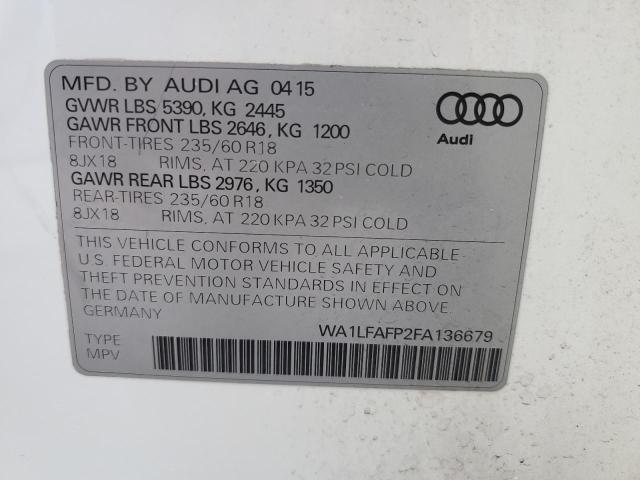 MFD. BY AUDI AG 04 15
GVWR LBS 5390, KG 2445
GAWR FRONT LBS 2646, KG 1200
FRONT-TIRES 235/60 R18
8JX18 RIMS, AT 220 KPA 32 PSI COLD
GAWR REAR LBS 2976, KG 1350
REAR-TIRES 235/60 R18
8JX18 RIMS, AT 220 KPA 32 PSI COLD
Audi
THIS VEHICLE CONFORMS TO ALL APPLICABLE
U.S. FEDERAL MOTOR VEHICLE SAFETY AND
THEFT PREVENTION STANDARDS IN EFFECT ON
THE DATE OF MANUFACTURE SHOWN ABOVE
GERMANY
WA1LFAFP2FA136679
TYPE
MPV